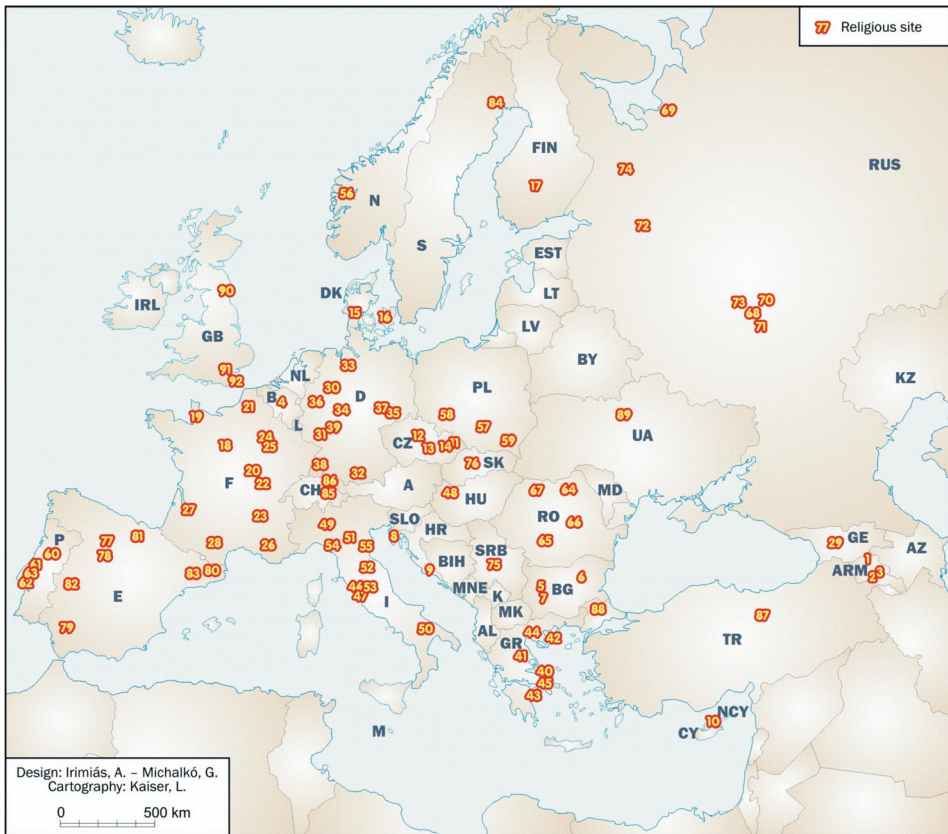 77 Religious site
84
69
FIN
RUS
74
17
56
N
72
S
EST
DK
90
LT
73 70
IRL
15
16
68
GB
LV
71
BY
91
33
NL
KZ
92
30
PL
B
4
36
D
21
37
35
19
34
58
89
L
39
57
24
31
12
UA
18
25
CZ
11
59
13
14
38
76
SK
20
32
F
22
86
A
67
64
MD
CH
85
48
HU
27
RO
23
49
SLO
66
P
81
51
8
HR
77
28
26
54
55
65
GE
60
78
29
AZ
BIH
SRB
61
52
75
1
63
83
80
9
ARM
3
62
82
46
53
MNE
5
6
2
E
47
K
BG
7
I
MK
88
87
79
50
AL
44
42
TR
GR
41
40
45
43
NCY
10
M
CY
Design: Irimiás, A. – Michalkó, G.
Cartography: Kaiser, L.
0 500 km